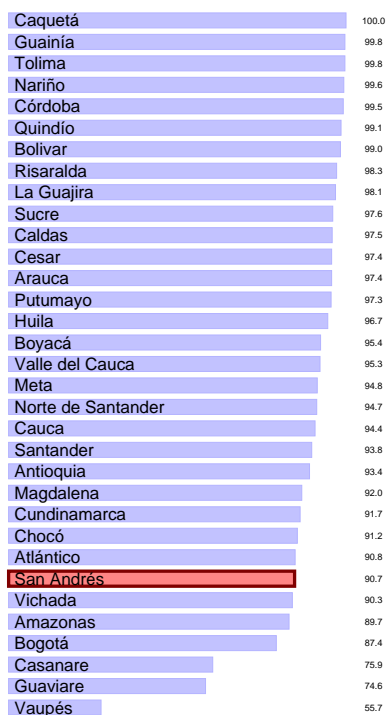 Caquetá 100.0
Guainía 99.8
Tolima 99.8
Nariño 99.6
Córdoba 99.5
Quindío 99.1
Bolivar 99.0
Risaralda 98.3
La Guajira 98.1
Sucre 97.6
Caldas 97.5
Cesar 97.4
Arauca 97.4
Putumayo 97.3
Huila 96.7
Boyacá 95.4
Valle del Cauca 95.3
Meta 94.8
Norte de Santander 94.7
Cauca 94.4
Santander 93.8
Antioquia 93.4
Magdalena 92.0
Cundinamarca 91.7
Chocó 91.2
Atlántico 90.8
San Andrés 90.7
Vichada 90.3
Amazonas 89.7
Bogotá 87.4
Casanare 75.9
Guaviare 74.6
Vaupés 55.7